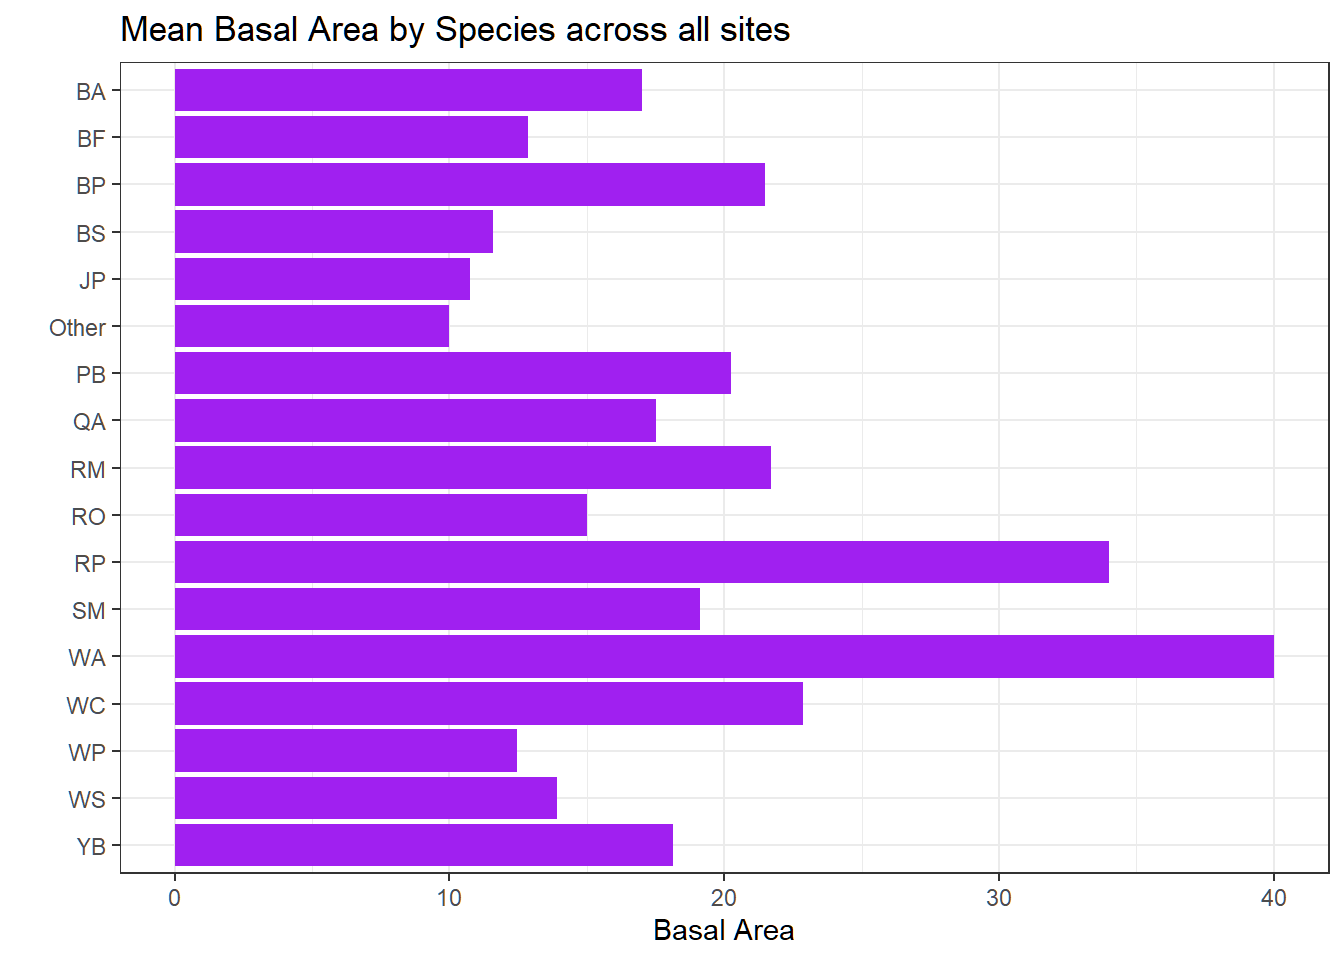 Mean Basal Area by Species across all sites
BA
BF
BP
BS
JP
Other
PB
QA
RM
RO
RP
SM
WA
WC
WP
WS
YB
0 10 20 30 40
Basal Area